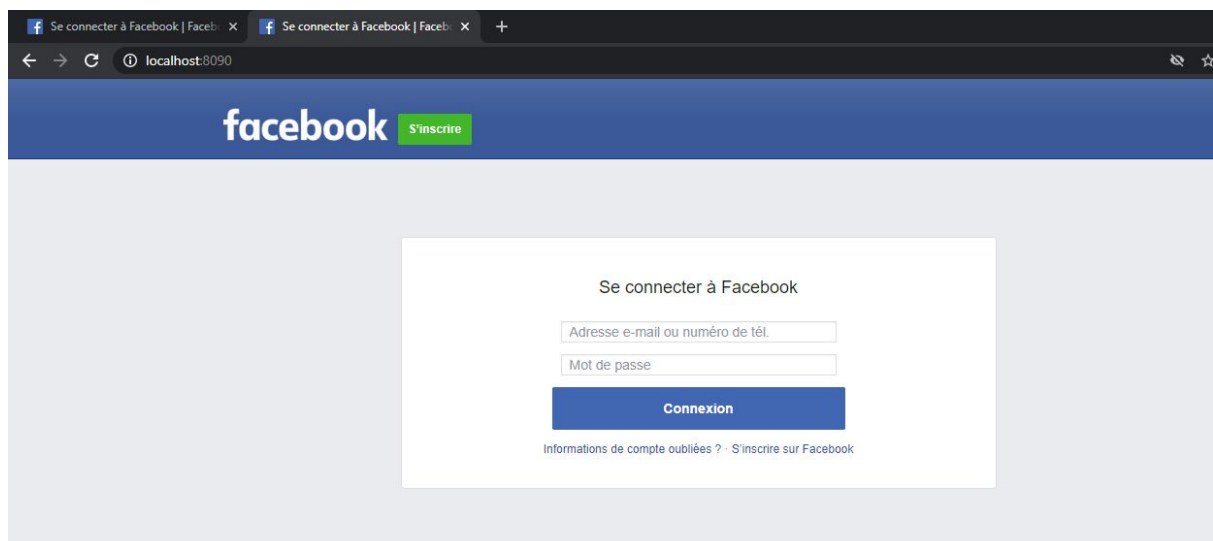 Se connecter à Facebook | Faceb
Se connecter à Facebook | Faceb
localhost:8090
facebook
S'inscrire
Se connecter à Facebook
Adresse e-mail ou numéro de tél.
Mot de passe
Connexion
Informations de compte oubliées ? · S'inscrire sur Facebook